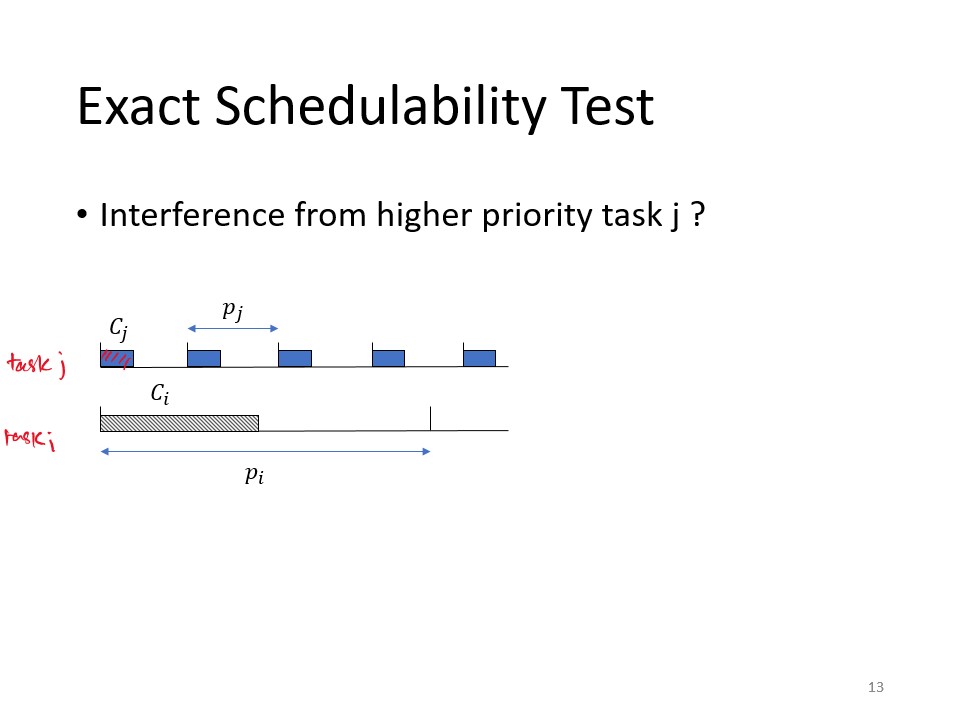 Exact Schedulability Test
• Interference from higher priority task j ?
p_j
C_j
task j
C_i
task i
p_i
13